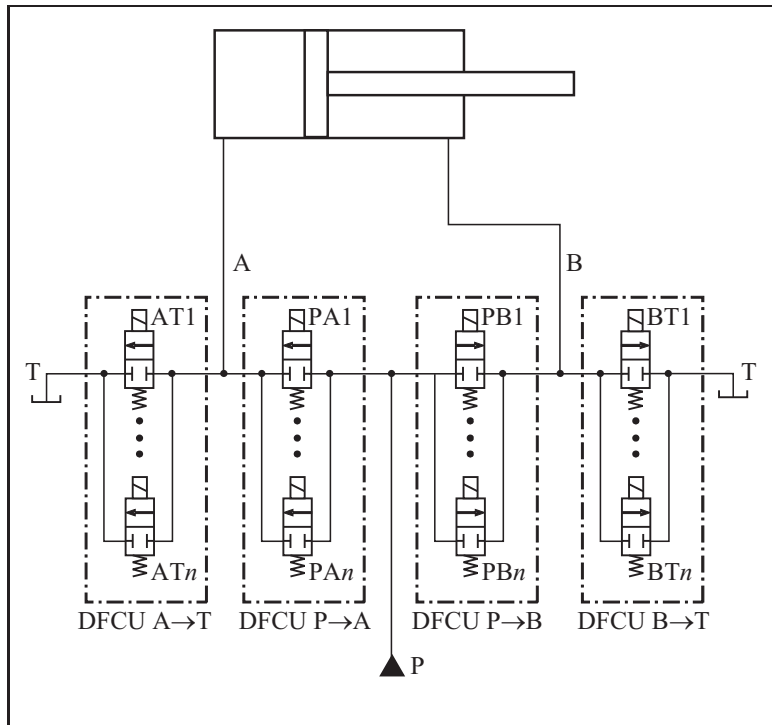 A
B
AT1
PA1
PB1
BT1
T
T
ATn
PAn
PBn
BTn
DFCU A→T
DFCU P→A
DFCU P→B
DFCU B→T
P